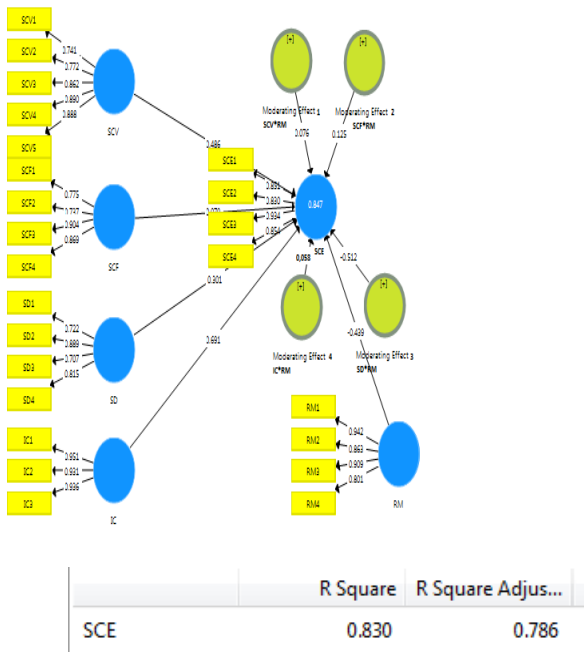 SCV1
SCV2
SCV3
SCV4
SCV5
0.741
0.772
0.862
0.890
0.888
SCV
SCF1
SCF2
SCF3
SCF4
0.775
0.737
0.904
0.869
SCF
SD1
SD2
SD3
SD4
0.722
0.889
0.707
0.815
SD
IC1
IC2
IC3
0.951
0.931
0.936
IC
0.486
0.301
0.691
[+]
Moderating Effect 1
SCV*RM
0.076
[+]
Moderating Effect 2
SCF*RM
0.125
SCE1
SCE2
SCE3
SCE4
0.830
0.934
0.854
0.847
SCE
0,058
-0.512
[+]
Moderating Effect 4
IC*RM
[+]
Moderating Effect 3
SD*RM
-0.439
RM1
RM2
RM3
RM4
0.942
0.863
0.909
0.801
RM
R Square R Square Adjus...
SCE 0.830 0.786